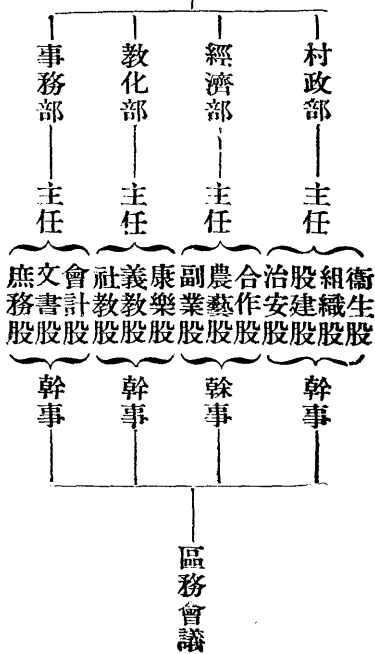 村政部
主任
衛生股
組織股
股建股
治安股
幹事
經濟部
主任
合作股
農藝股
副業股
榦事
教化部
主任
康樂股
義教股
社教股
幹事
事務部
主任
會計股
文書股
庶務股
幹事
區務會議